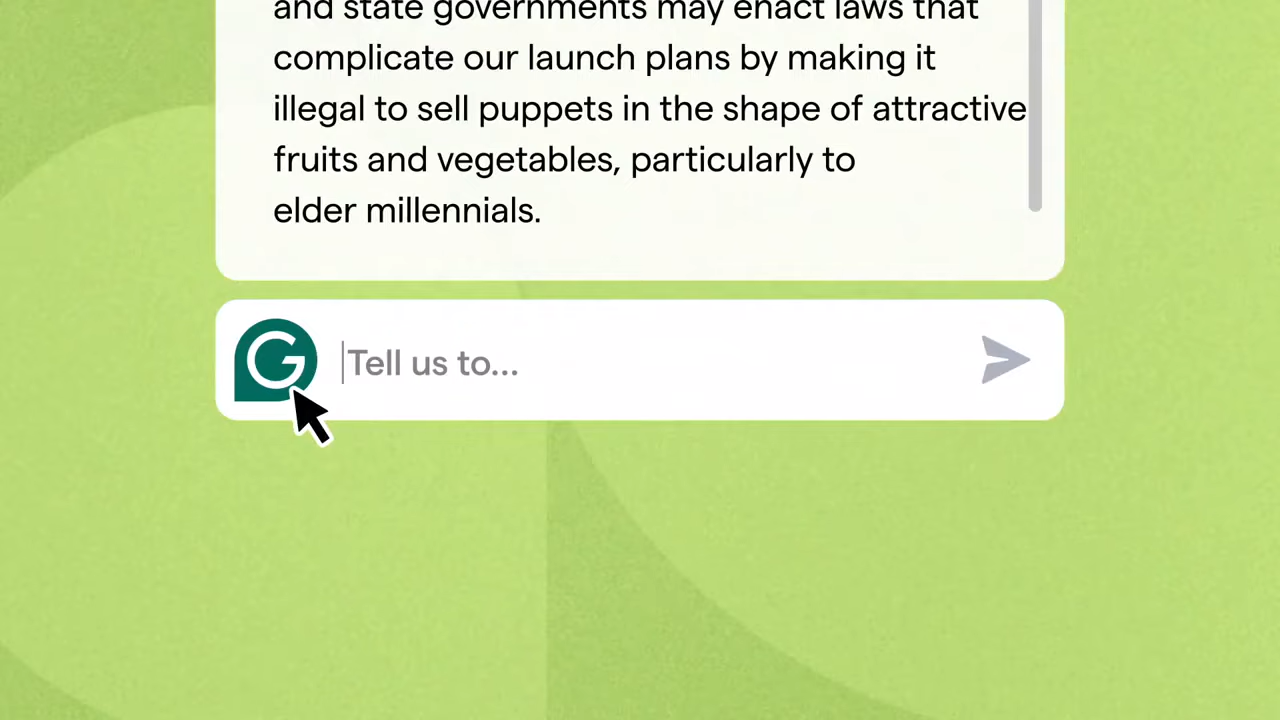 and state governments may enact laws that
complicate our launch plans by making it
illegal to sell puppets in the shape of attractive
fruits and vegetables, particularly to
elder millennials.
G
Tell us to...